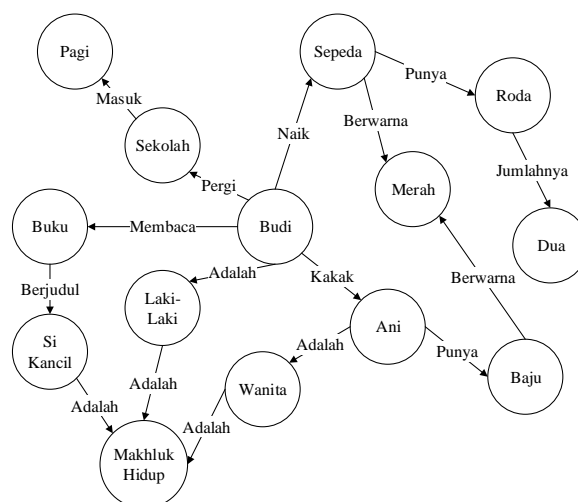 Pagi
Sepeda
Punya
Roda
Masuk
Berwarna
Sekolah
Naik
Jumlahnya
Merah
Pergi
Buku
Membaca
Budi
Dua
Adalah
Kakak
Berwarna
Berjudul
Laki-
Laki
Ani
Si
Kancil
Adalah
Punya
Baju
Adalah
Wanita
Adalah
Adalah
Makhluk
Hidup